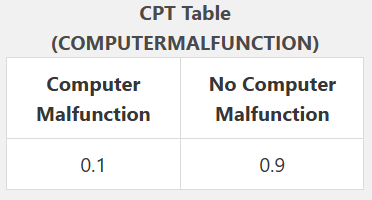 CPT Table
(COMPUTERMALFUNCTION)
Computer No Computer
Malfunction Malfunction
0.1 0.9